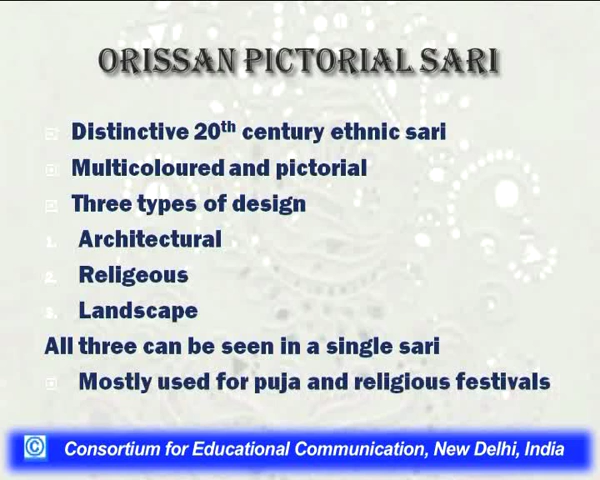 ORISSAN PICTORIAL SARI
Distinctive 20th century ethnic sari
Multicoloured and pictorial
Three types of design
1. Architectural
2. Religeous
3. Landscape
All three can be seen in a single sari
Mostly used for puja and religious festivals
© Consortium for Educational Communication, New Delhi, India